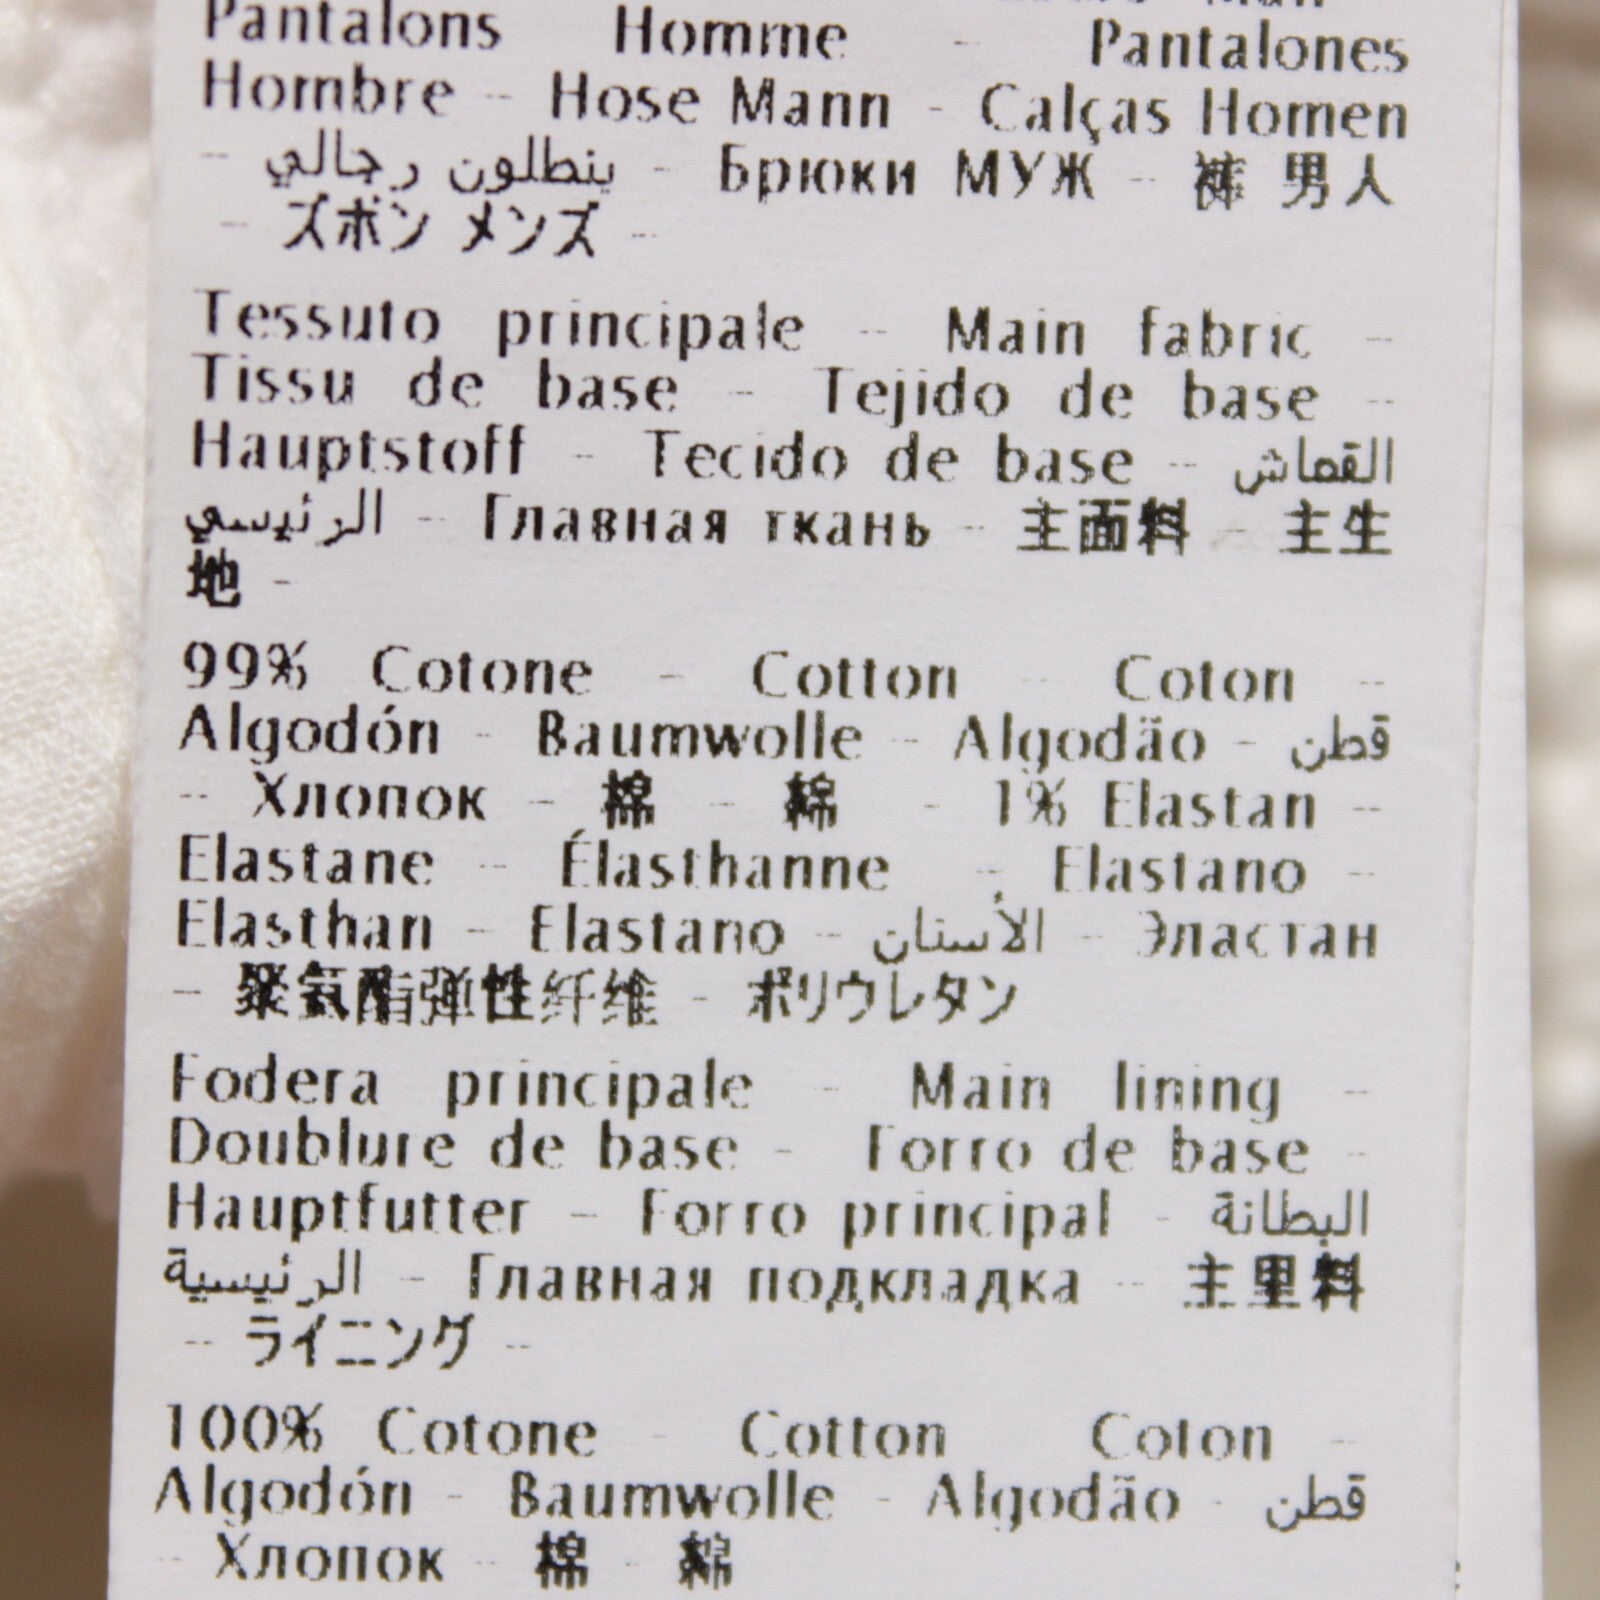 Pantalons Homme - Pantalones
Hombre - Hose Mann - Calças Homen
- بنطلون رجالي - Брюки МУЖ - 裤 男人
- ズボン メンズ -
Tessuto principale - Main fabric -
Tissu de base - Tejido de base -
Hauptstoff - Tecido de base - القماش
الرئيسي - Главная ткань - 主面料 - 主生
地 -
99% Cotone - Cotton - Coton -
Algodón - Baumwolle - Algodão - قطن
- Хлопок - 棉 - 綿 - 1% Elastan -
Elastane - Élasthanne - Elastano -
Elasthan - Elastano - الأستان - Эластан
- 聚氨酯弹性纤维 - ポリウレタン
Fodera principale - Main lining -
Doublure de base - Forro de base -
Hauptfutter - Forro principal - البطانة
الرئيسية - Главная подкладка - 主里料
- ライニング -
100% Cotone - Cotton - Coton -
Algodón - Baumwolle - Algodão - قطن
- Хлопок - 棉 - 綿